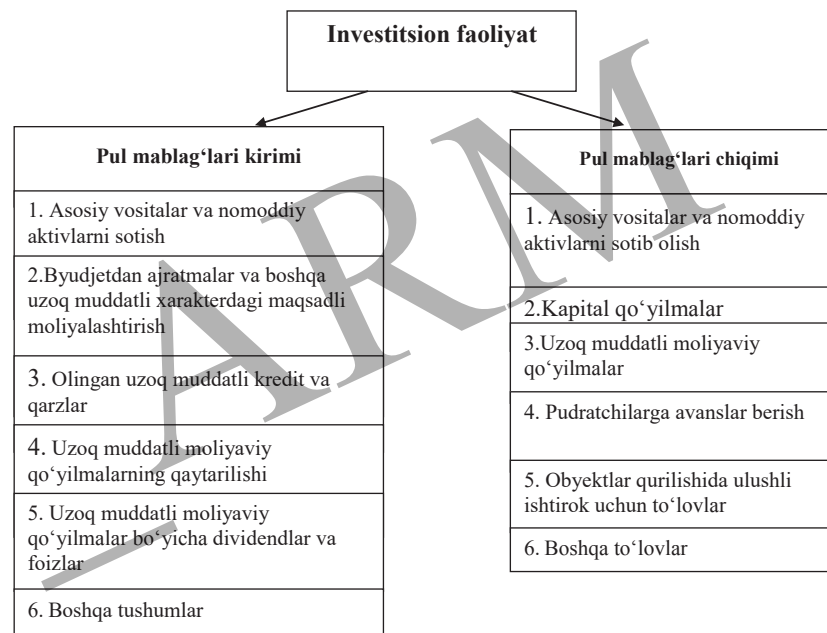 Investitsion faoliyat
Pul mablag‘lari kirimi
1. Asosiy vositalar va nomoddiy
aktivlarni sotish
2.Byudjetdan ajratmalar va boshqa
uzoq muddatli xarakterdagi maqsadli
moliyalashtirish
3. Olingan uzoq muddatli kredit va
qarzlar
4. Uzoq muddatli moliyaviy
qo‘yilmalarning qaytarilishi
5. Uzoq muddatli moliyaviy
qo‘yilmalar bo‘yicha dividendlar va
foizlar
6. Boshqa tushumlar
Pul mablag‘lari chiqimi
1. Asosiy vositalar va nomoddiy
aktivlarni sotib olish
2.Kapital qo‘yilmalar
3.Uzoq muddatli moliyaviy
qo‘yilmalar
4. Pudratchilarga avanslar berish
5. Obyektlar qurilishida ulushli
ishtirok uchun to‘lovlar
6. Boshqa to‘lovlar
_ARM